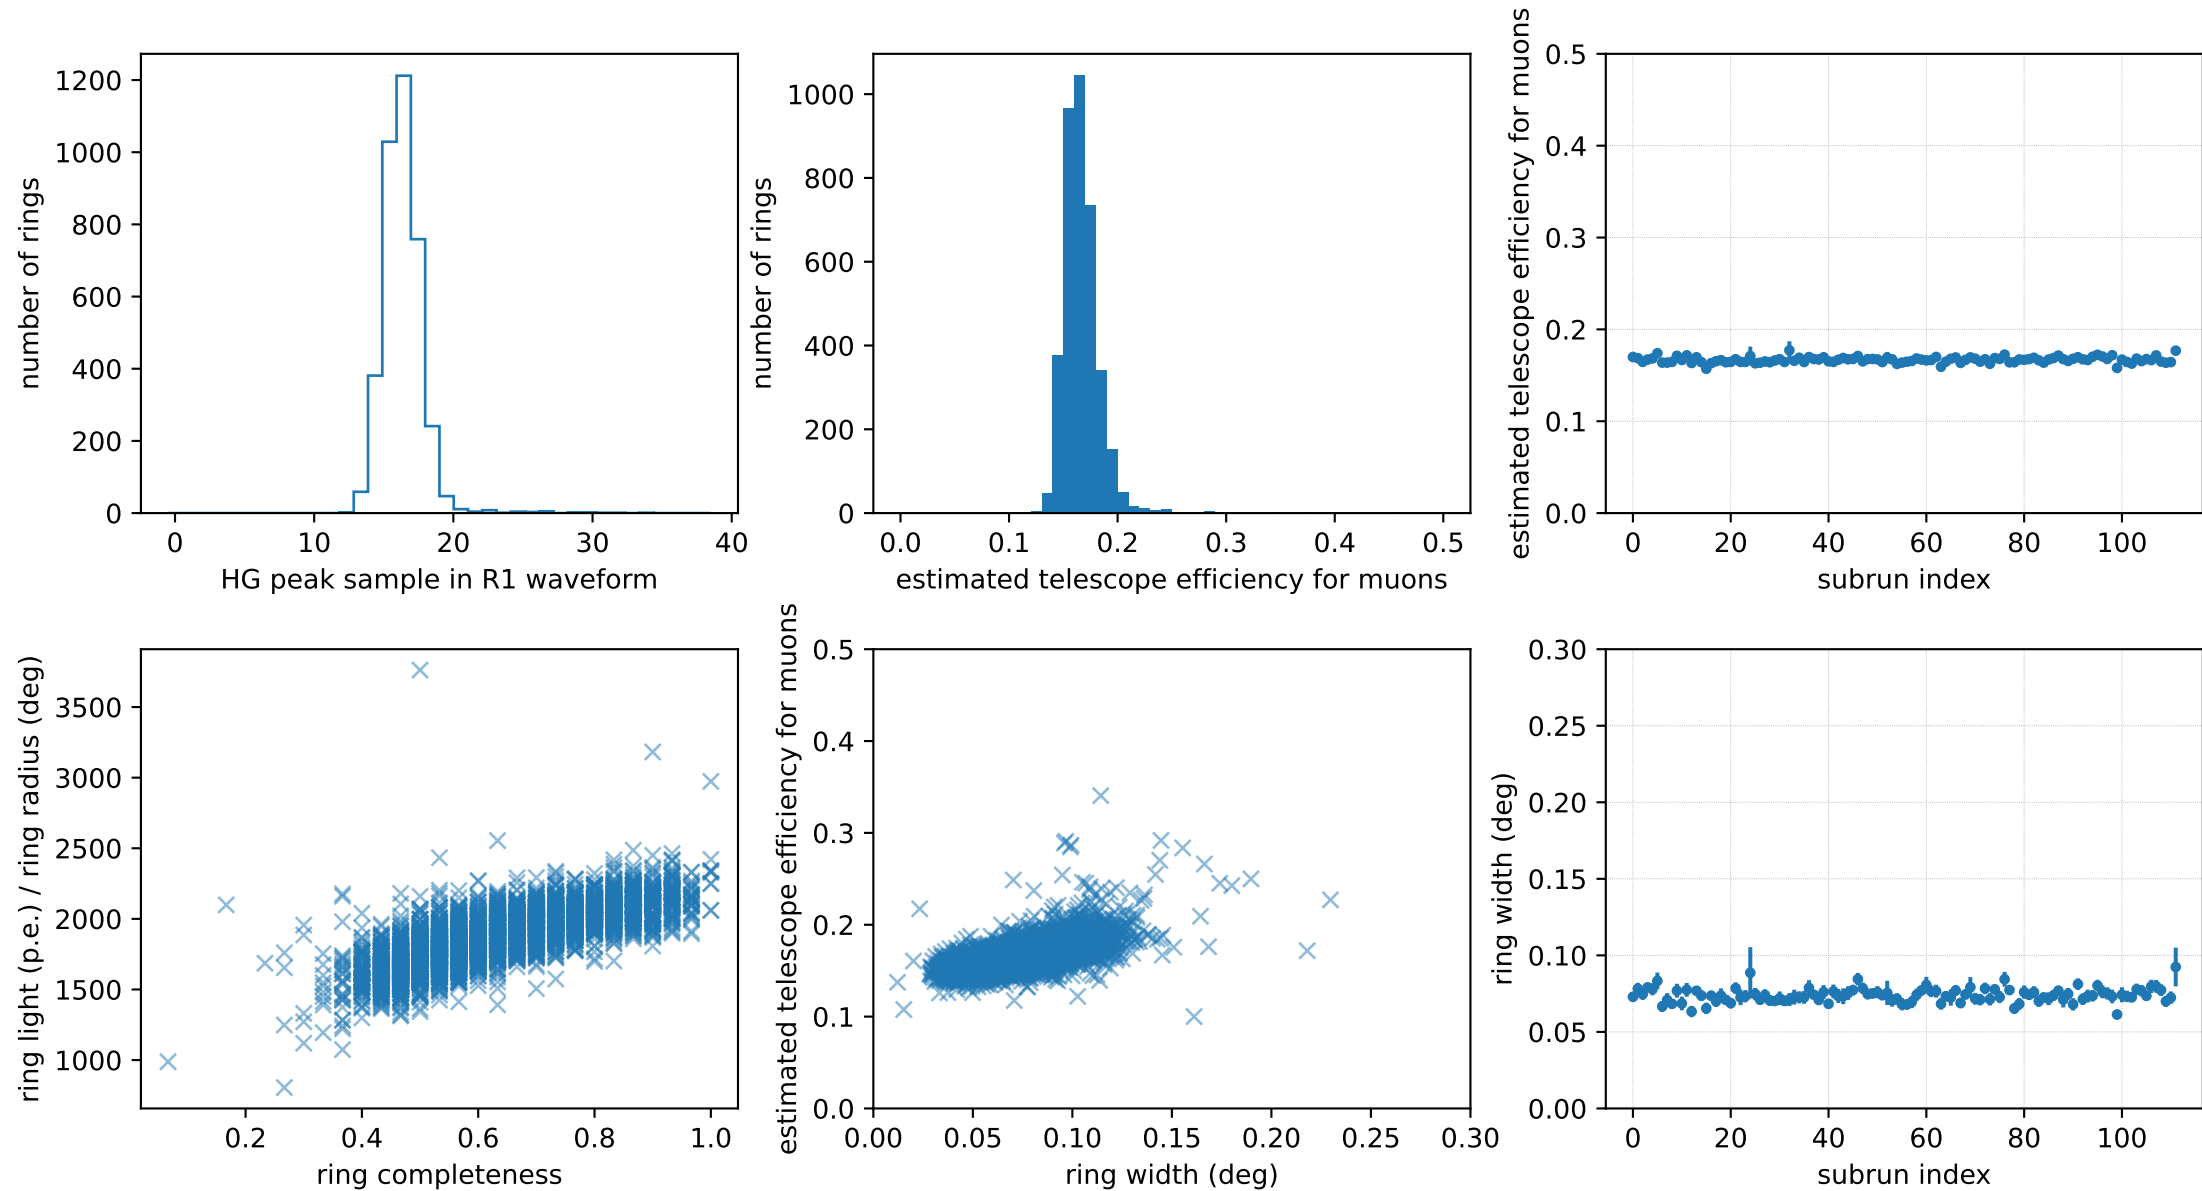 number of rings
1200
1000
800
600
400
200
0
0 10 20 30 40
HG peak sample in R1 waveform
number of rings
1000
800
600
400
200
0
0.0 0.1 0.2 0.3 0.4 0.5
estimated telescope efficiency for muons
estimated telescope efficiency for muons
0.5
0.4
0.3
0.2
0.1
0.0
0 20 40 60 80 100
subrun index
ring light (p.e.) / ring radius (deg)
3500
3000
2500
2000
1500
1000
0.2 0.4 0.6 0.8 1.0
ring completeness
estimated telescope efficiency for muons
0.5
0.4
0.3
0.2
0.1
0.0
0.00 0.05 0.10 0.15 0.20 0.25 0.30
ring width (deg)
ring width (deg)
0.30
0.25
0.20
0.15
0.10
0.05
0.00
0 20 40 60 80 100
subrun index